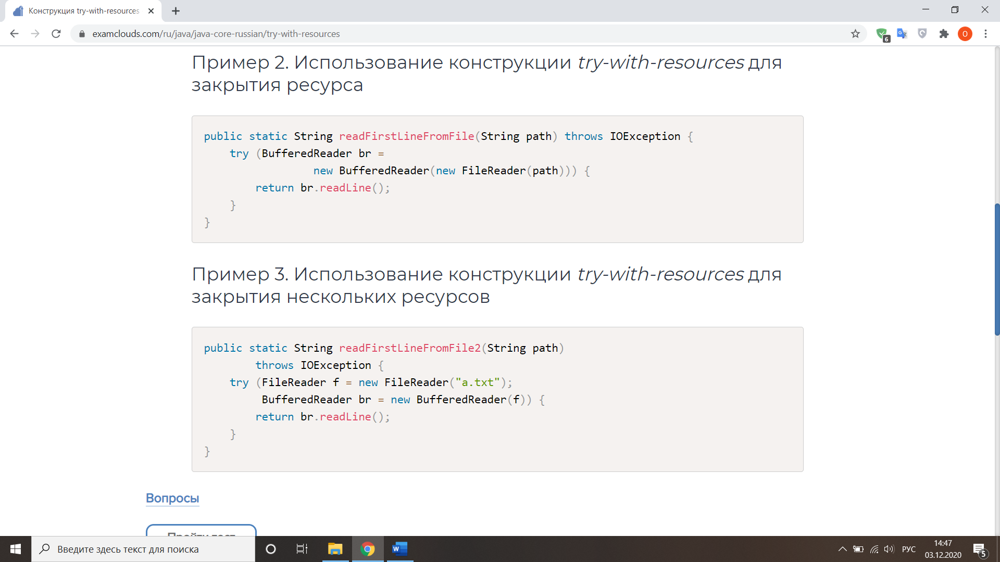 Конструкция try-with-resources
examclouds.com/ru/java/java-core-russian/try-with-resources
6
O
Пример 2. Использование конструкции try-with-resources для
закрытия ресурса
public static String readFirstLineFromFile(String path) throws IOException {
    try (BufferedReader br =
                 new BufferedReader(new FileReader(path))) {
        return br.readLine();
    }
}
Пример 3. Использование конструкции try-with-resources для
закрытия нескольких ресурсов
public static String readFirstLineFromFile2(String path)
        throws IOException {
    try (FileReader f = new FileReader("a.txt");
         BufferedReader br = new BufferedReader(f)) {
        return br.readLine();
    }
}
Вопросы
Пройти тест
Введите здесь текст для поиска
W
РУС
14:47
03.12.2020
5